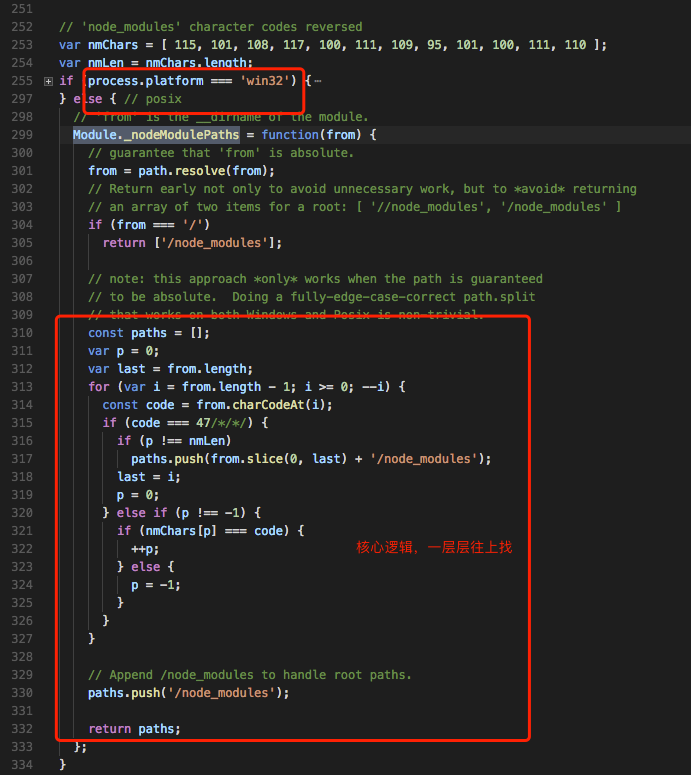 251
252 // 'node_modules' character codes reversed
253 var nmChars = [ 115, 101, 108, 117, 100, 111, 109, 95, 101, 100, 111, 110 ];
254 var nmLen = nmChars.length;
255 if (process.platform === 'win32') {⋯
297 } else { // posix
298 // 'from' is the __dirname of the module.
299 Module._nodeModulePaths = function(from) {
300 // guarantee that 'from' is absolute.
301 from = path.resolve(from);
302 // Return early not only to avoid unnecessary work, but to *avoid* returning
303 // an array of two items for a root: [ '//node_modules', '/node_modules' ]
304 if (from === '/')
305 return ['/node_modules'];
306
307 // note: this approach *only* works when the path is guaranteed
308 // to be absolute.  Doing a fully-edge-case-correct path.split
309 // that works on both Windows and Posix is non-trivial.
310 const paths = [];
311 var p = 0;
312 var last = from.length;
313 for (var i = from.length - 1; i >= 0; --i) {
314 const code = from.charCodeAt(i);
315 if (code === 47/*/*/) {
316 if (p !== nmLen)
317 paths.push(from.slice(0, last) + '/node_modules');
318 last = i;
319 p = 0;
320 } else if (p !== -1) {
321 if (nmChars[p] === code) {
322 ++p; 核心逻辑，一层层往上找
323 } else {
324 p = -1;
325 }
326 }
327 }
328
329 // Append /node_modules to handle root paths.
330 paths.push('/node_modules');
331
332 return paths;
333 };
334 }